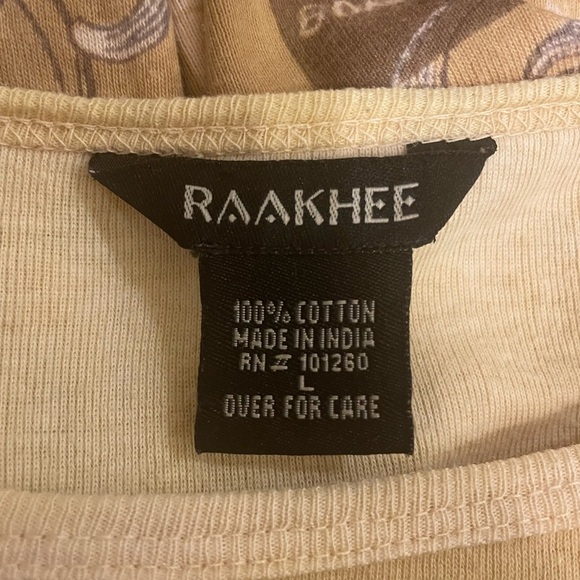 RAAKHEE
100% COTTON
MADE IN INDIA
RN # 101260
L
OVER FOR CARE